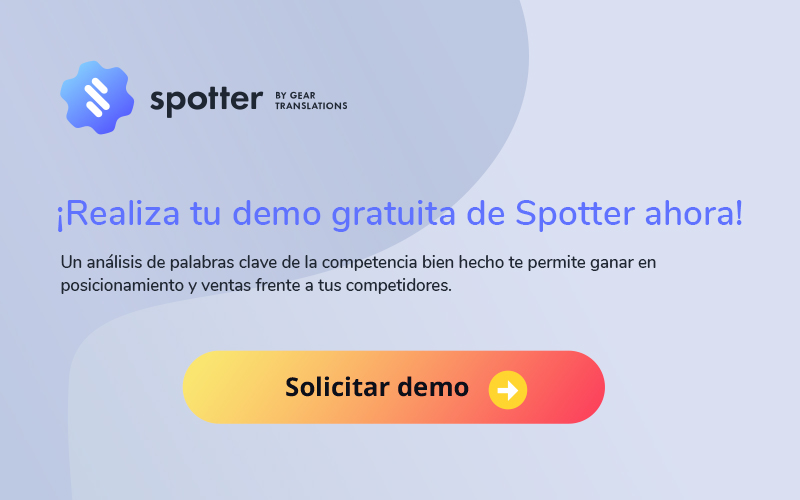 spotter
BY GEAR
TRANSLATIONS
¡Realiza tu demo gratuita de Spotter ahora!
Un análisis de palabras clave de la competencia bien hecho te permite ganar en
posicionamiento y ventas frente a tus competidores.
Solicitar demo